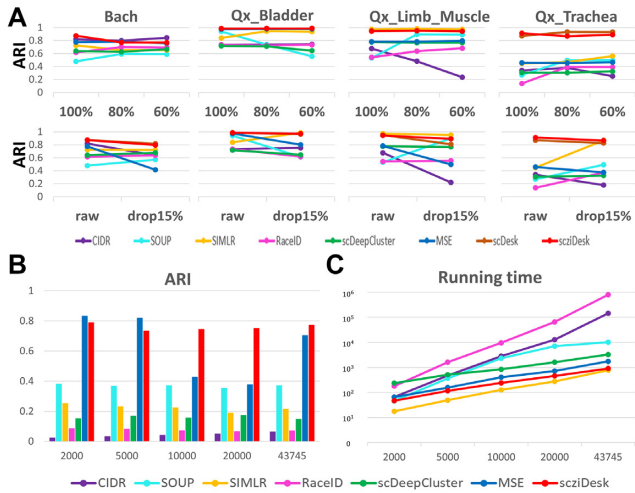 A
Bach
Qx_Bladder
Qx_Limb_Muscle
Qx_Trachea
ARI
1
0.8
0.6
0.4
0.2
0
100% 80% 60% 100% 80% 60% 100% 80% 60% 100% 80% 60%
ARI
1
0.8
0.6
0.4
0.2
0
raw drop15% raw drop15% raw drop15% raw drop15%
CIDR SOUP SIMLR RaceID scDeepCluster MSE scDesk scziDesk
B
ARI
1
0.8
0.6
0.4
0.2
0
2000 5000 10000 20000 43745
C
Running time
10⁶
10⁵
10⁴
10³
10²
10¹
10⁰
2000 5000 10000 20000 43745
CIDR SOUP SIMLR RaceID scDeepCluster MSE scziDesk